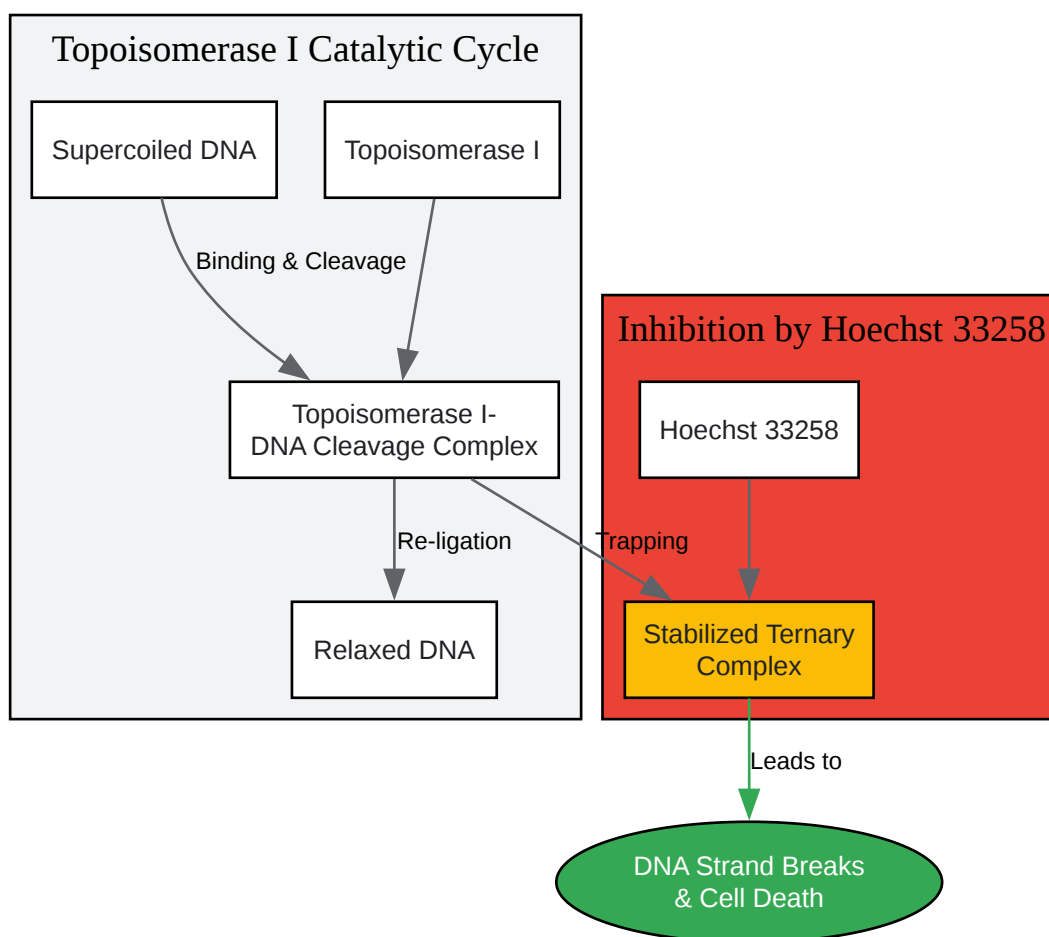 Topoisomerase I Catalytic Cycle
Supercoiled DNA
Topoisomerase I
Binding & Cleavage
Inhibition by Hoechst 33258
Topoisomerase I-
DNA Cleavage Complex
Hoechst 33258
Re-ligation
Trapping
Relaxed DNA
Stabilized Ternary
Complex
Leads to
DNA Strand Breaks
& Cell Death